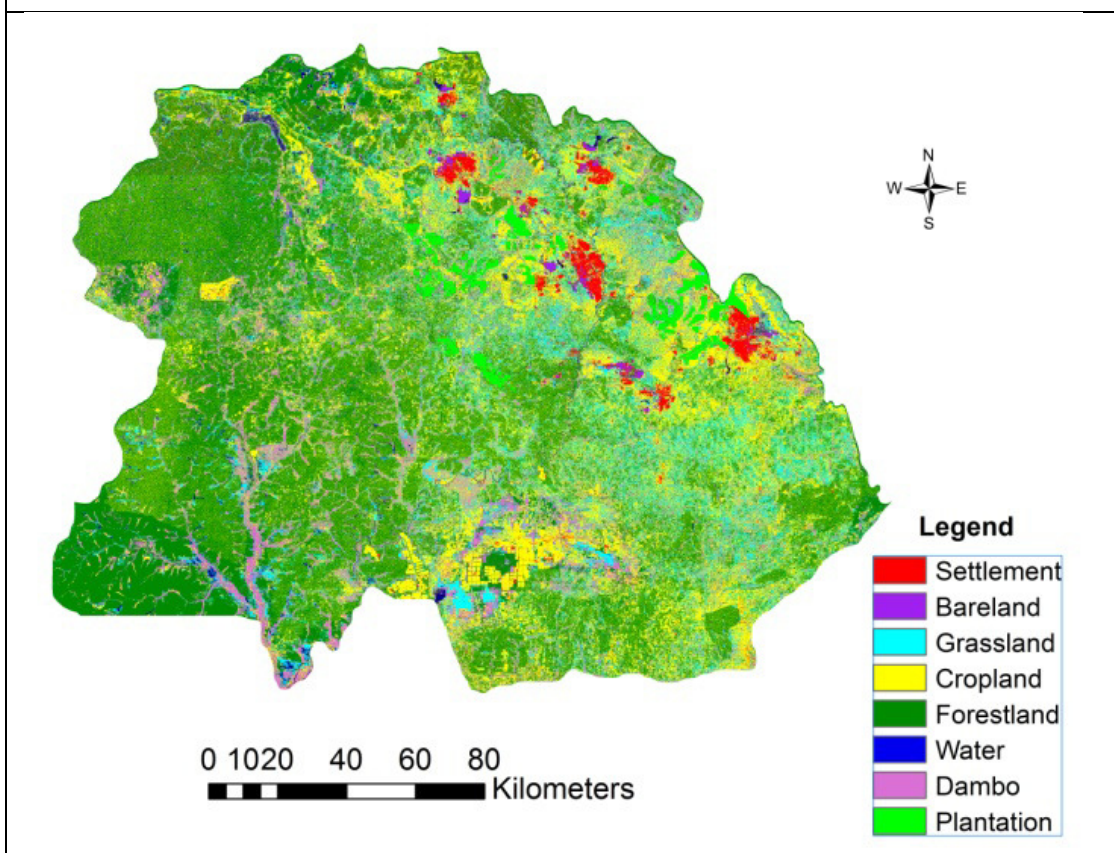 N
W E
S
Legend
Settlement
Bareland
Grassland
Cropland
Forestland
Water
Dambo
Plantation
0 1020 40 60 80
Kilometers